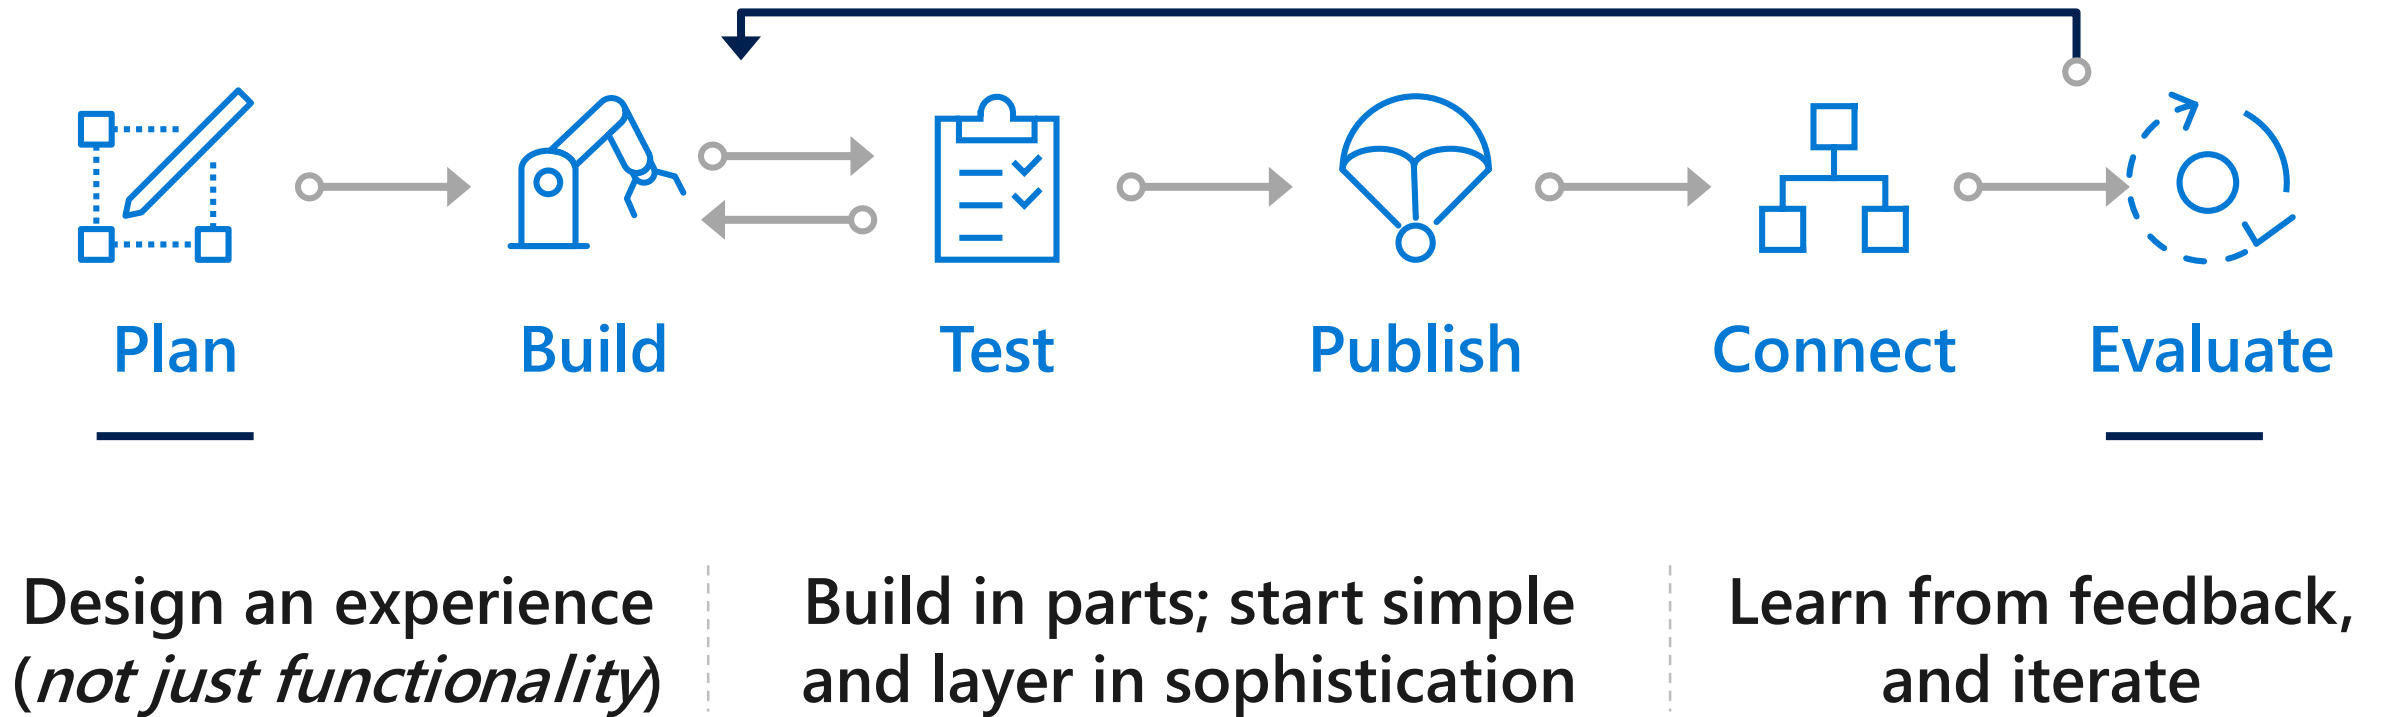 Plan
Build
Test
Publish
Connect
Evaluate
Design an experience
(not just functionality)
Build in parts; start simple
and layer in sophistication
Learn from feedback,
and iterate